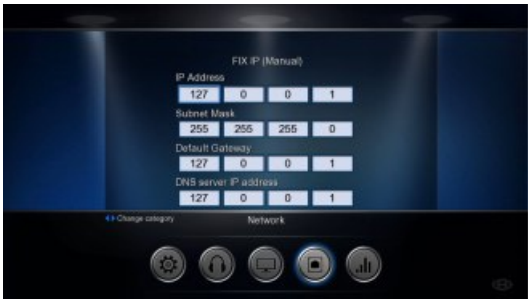 FIX IP (Manual)
IP Address
127 0 0 1
Subnet Mask
255 255 255 0
Default Gateway
127 0 0 1
DNS server IP address
127 0 0 1
Change category
Network